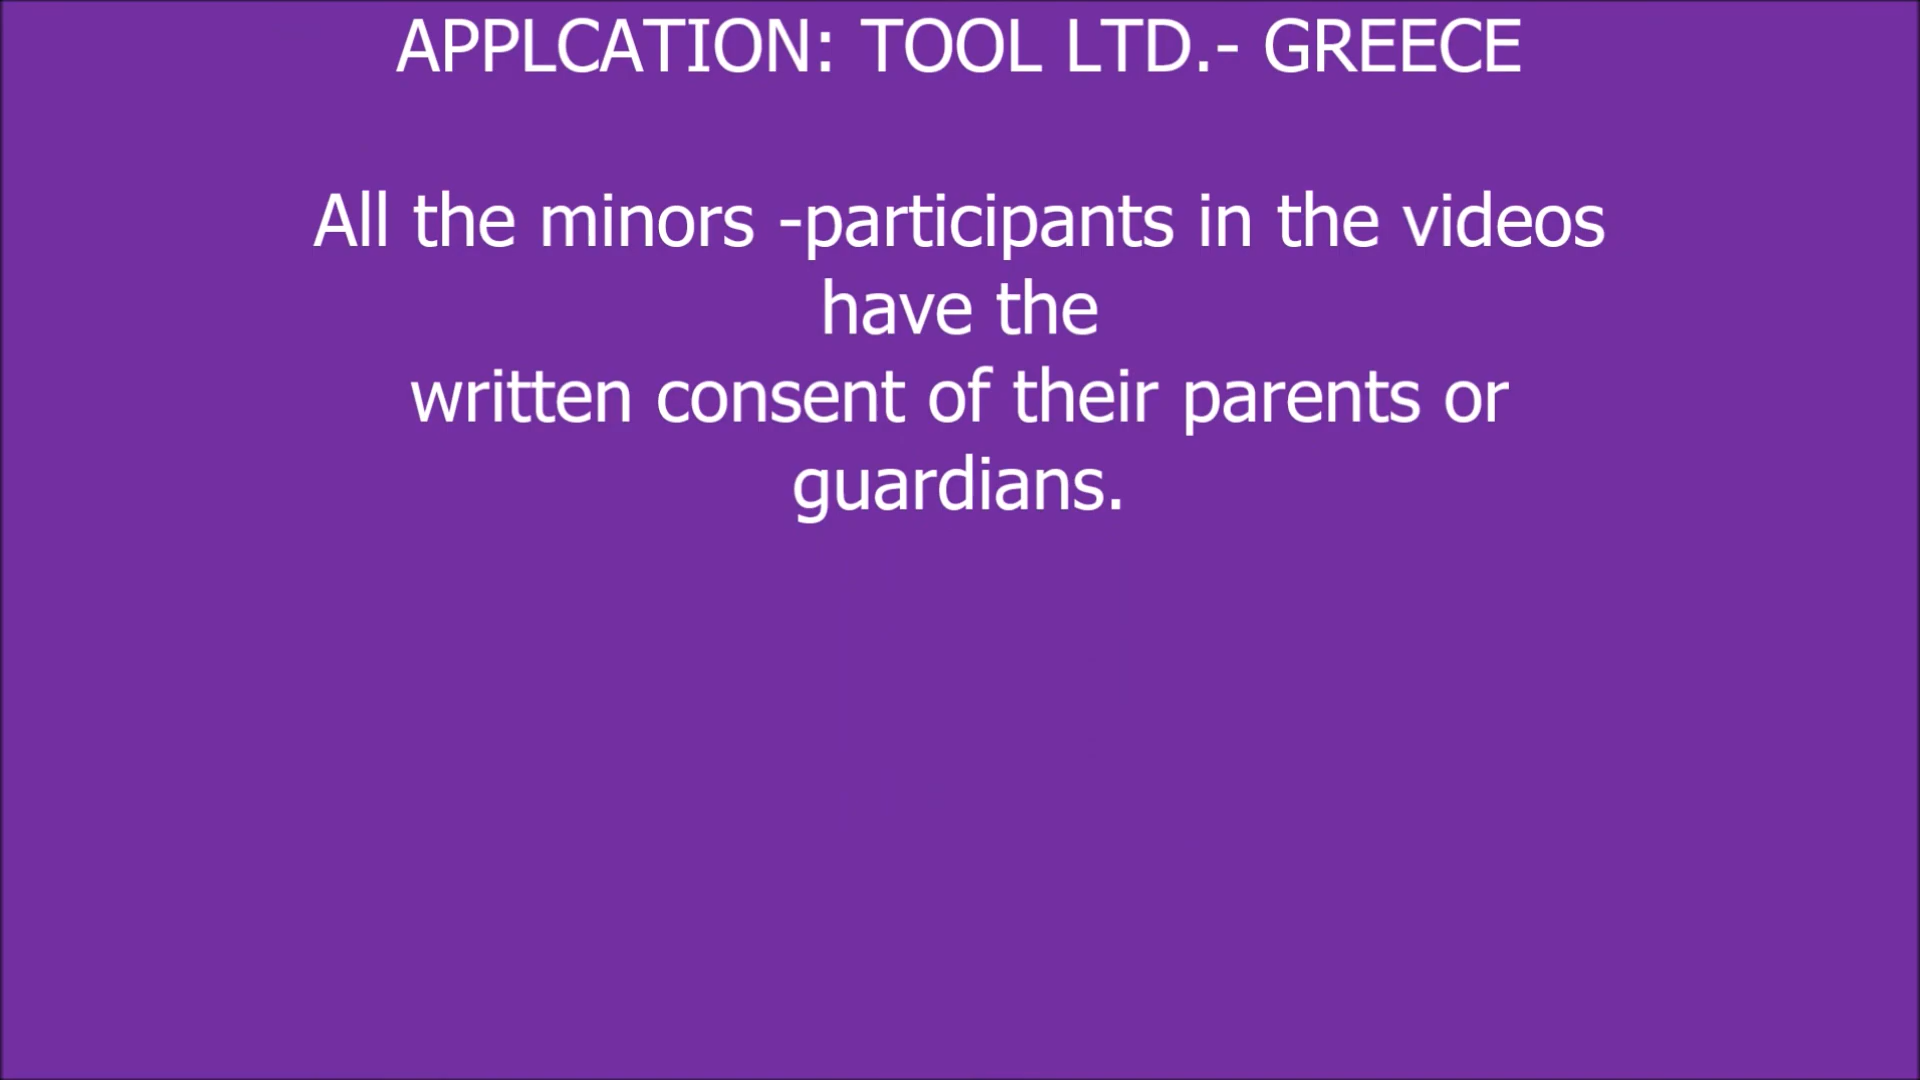 APPLCATION: TOOL LTD.- GREECE
All the minors -participants in the videos
have the
written consent of their parents or
guardians.